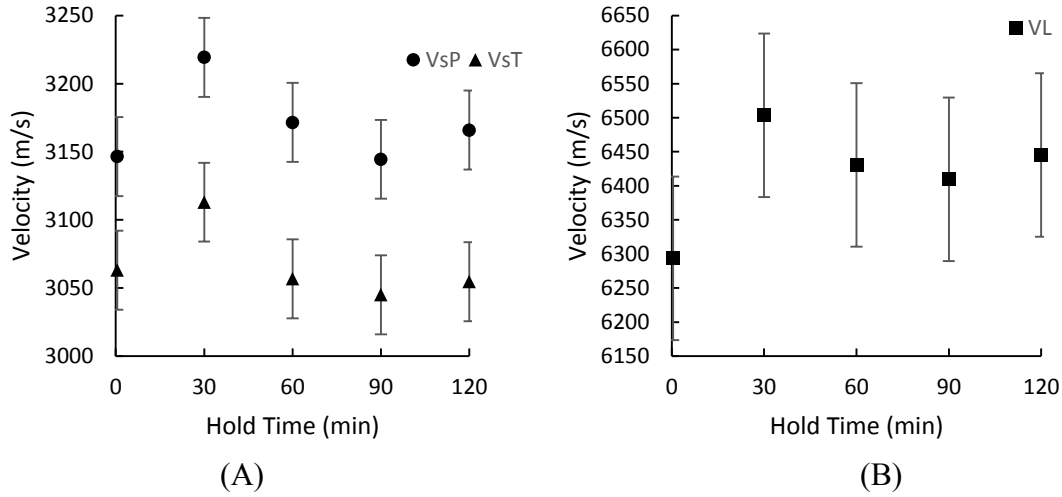 3250
3200
3150
3100
3050
3000
Velocity (m/s)
VsP VsT
0 30 60 90 120
Hold Time (min)
(A)
6650
6600
6550
6500
6450
6400
6350
6300
6250
6200
6150
Velocity (m/s)
VL
0 30 60 90 120
Hold Time (min)
(B)